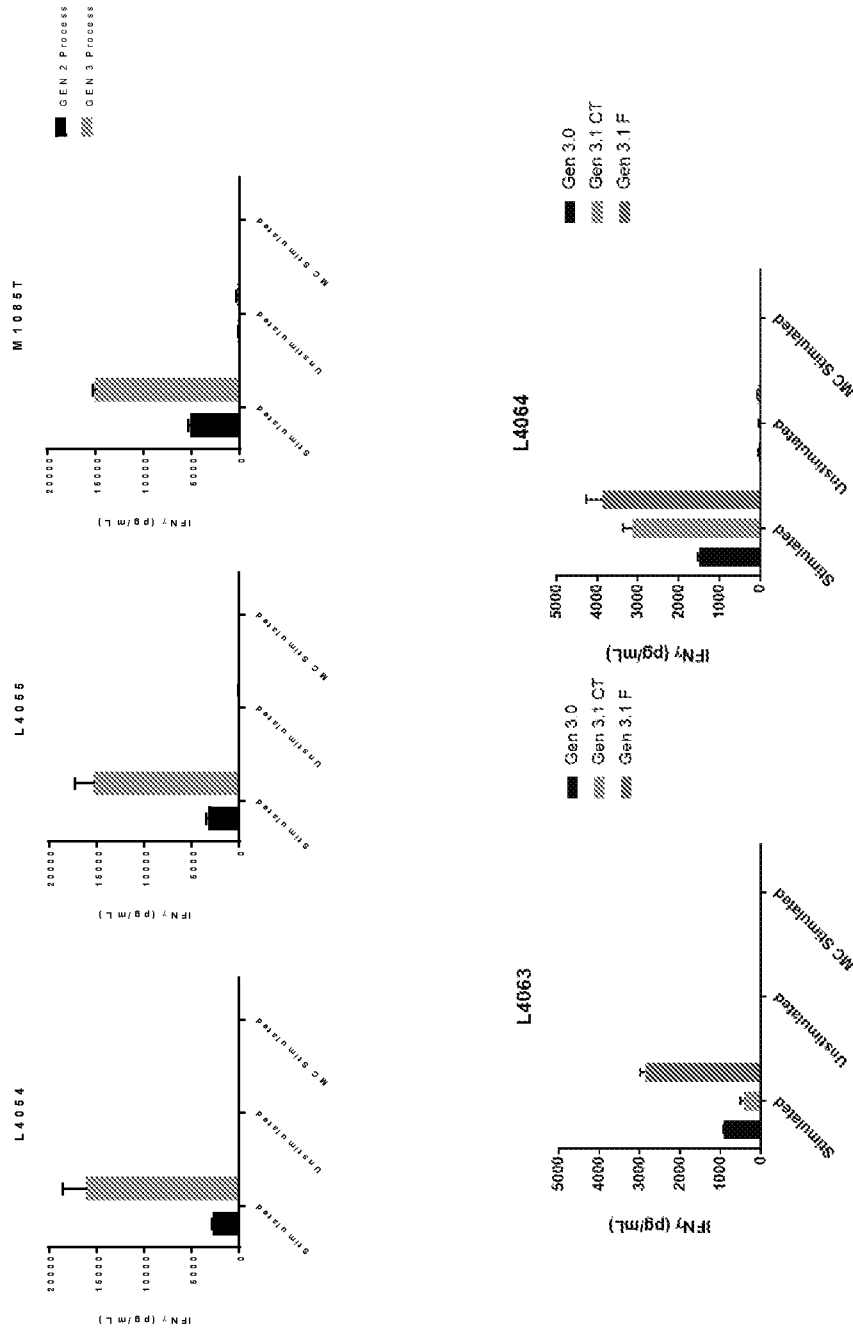 L4054
IFNγ (pg/mL)
20000
15000
10000
5000
0
Stimulated
Unstimulated
MC Stimulated
L4055
IFNγ (pg/mL)
20000
15000
10000
5000
0
Stimulated
Unstimulated
MC Stimulated
M1085T
IFNγ (pg/mL)
20000
15000
10000
5000
0
Stimulated
Unstimulated
MC Stimulated
GEN 2 Process
GEN 3 Process
L4063
IFNγ (pg/mL)
5000
4000
3000
2000
1000
0
Stimulated
Unstimulated
MC Stimulated
Gen 3.0
Gen 3.1 CT
Gen 3.1 F
L4064
IFNγ (pg/mL)
5000
4000
3000
2000
1000
0
Stimulated
Unstimulated
MC Stimulated
Gen 3.0
Gen 3.1 CT
Gen 3.1 F